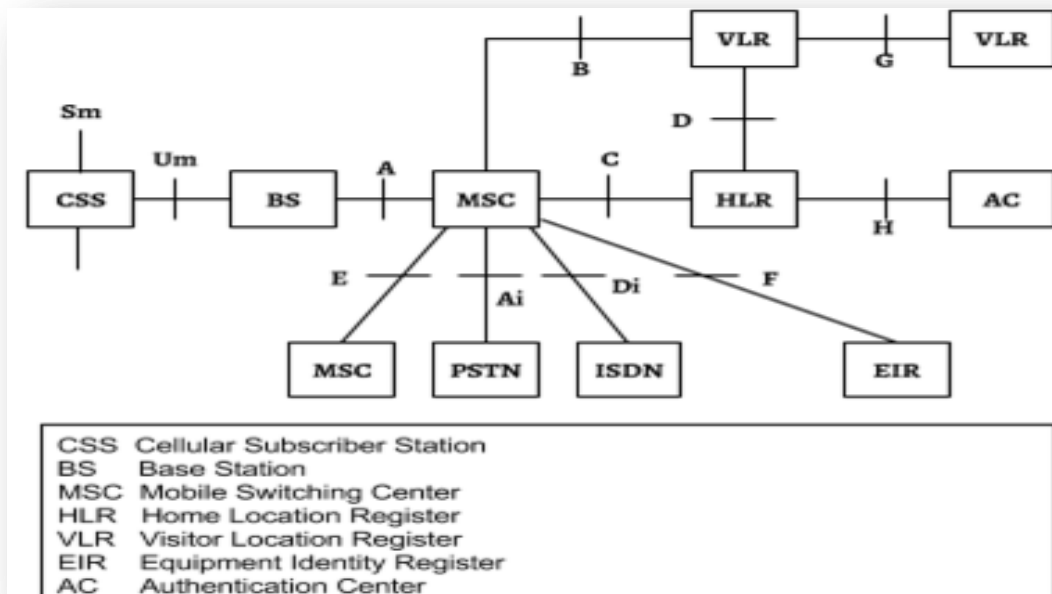 VLR VLR
B G
Sm D
Um A C
CSS BS MSC HLR AC
H
E Ai Di F
MSC PSTN ISDN EIR
CSS Cellular Subscriber Station
BS Base Station
MSC Mobile Switching Center
HLR Home Location Register
VLR Visitor Location Register
EIR Equipment Identity Register
AC Authentication Center